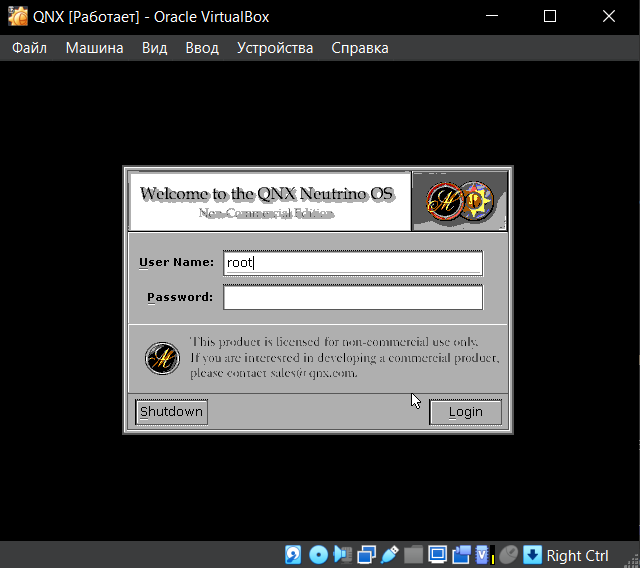 QNX [Работает] - Oracle VirtualBox
Файл Машина Вид Ввод Устройства Справка
Welcome to the QNX Neutrino OS
Non-Commercial Edition
User Name: root
Password:
This product is licensed for non-commercial use only.
If you are interested in developing a commercial product,
please contact sales@qnx.com.
Shutdown Login
Right Ctrl